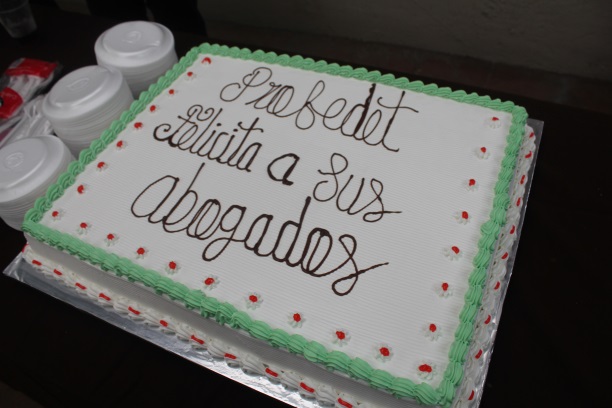 Profedet
Felicita a sus
abogados